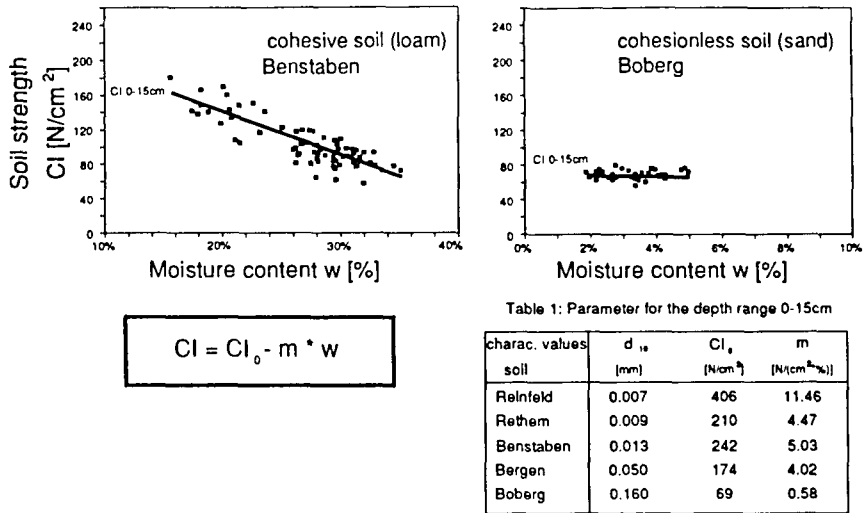 cohesive soil (loam)
Benstaben
Soil strength
CI [N/cm²]
240
200
160
120
80
40
0
CI 0-15cm
10%
20%
30%
40%
Moisture content w [%]
cohesionless soil (sand)
Boberg
240
200
160
120
80
40
0
CI 0-15cm
0%
2%
4%
6%
8%
10%
Moisture content w [%]
CI = CI₀ - m * w
Table 1: Parameter for the depth range 0-15cm
charac. values d₁₀ CI₀ m
soil [mm] [N/cm²] [N/(cm²·%)]
Reinfeld 0.007 406 11.46
Rethem 0.009 210 4.47
Benstaben 0.013 242 5.03
Bergen 0.050 174 4.02
Boberg 0.160 69 0.58